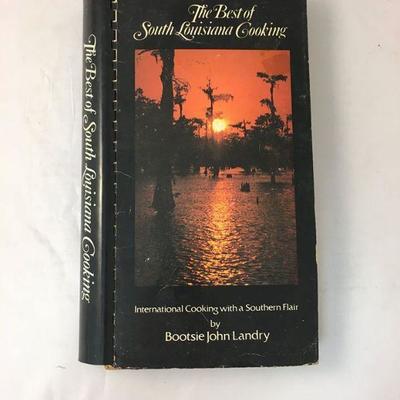 The Best of South Louisiana Cooking
The Best of
South Louisiana Cooking
International Cooking with a Southern Flair
by
Bootsie John Landry